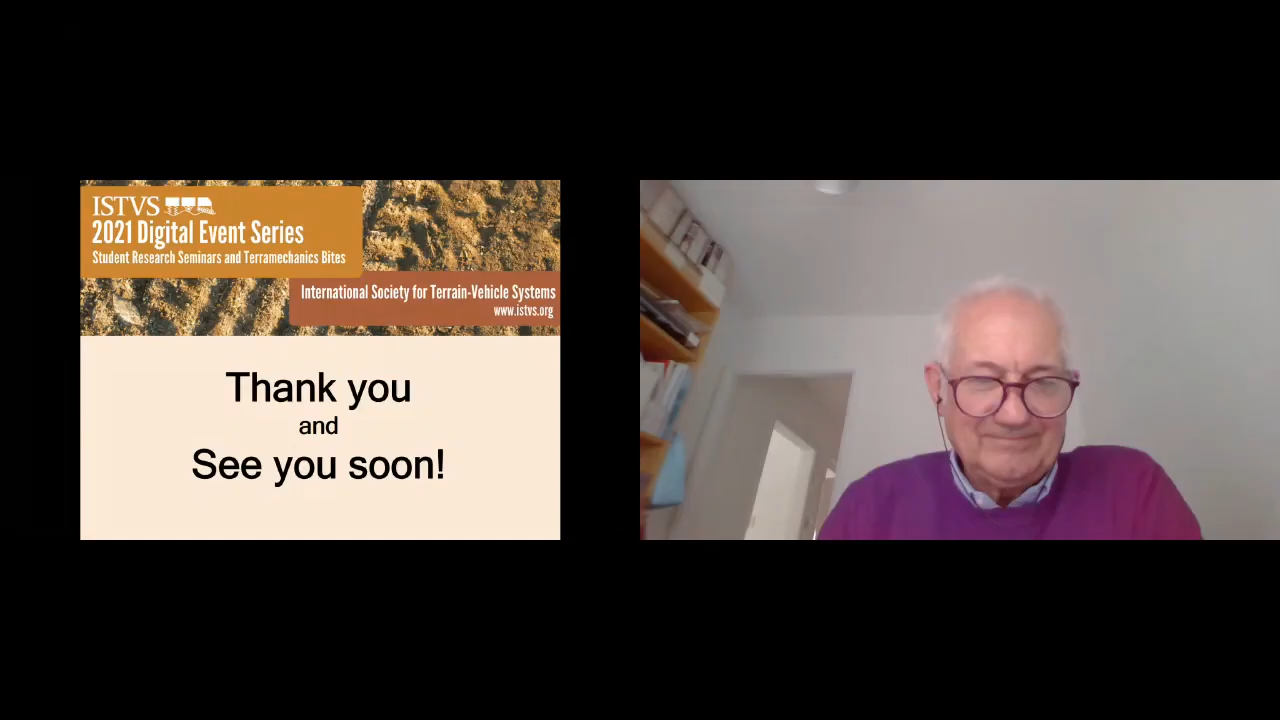 ISTVS
2021 Digital Event Series
Student Research Seminars and Terramechanics Bites
International Society for Terrain-Vehicle Systems
www.istvs.org
Thank you
and
See you soon!